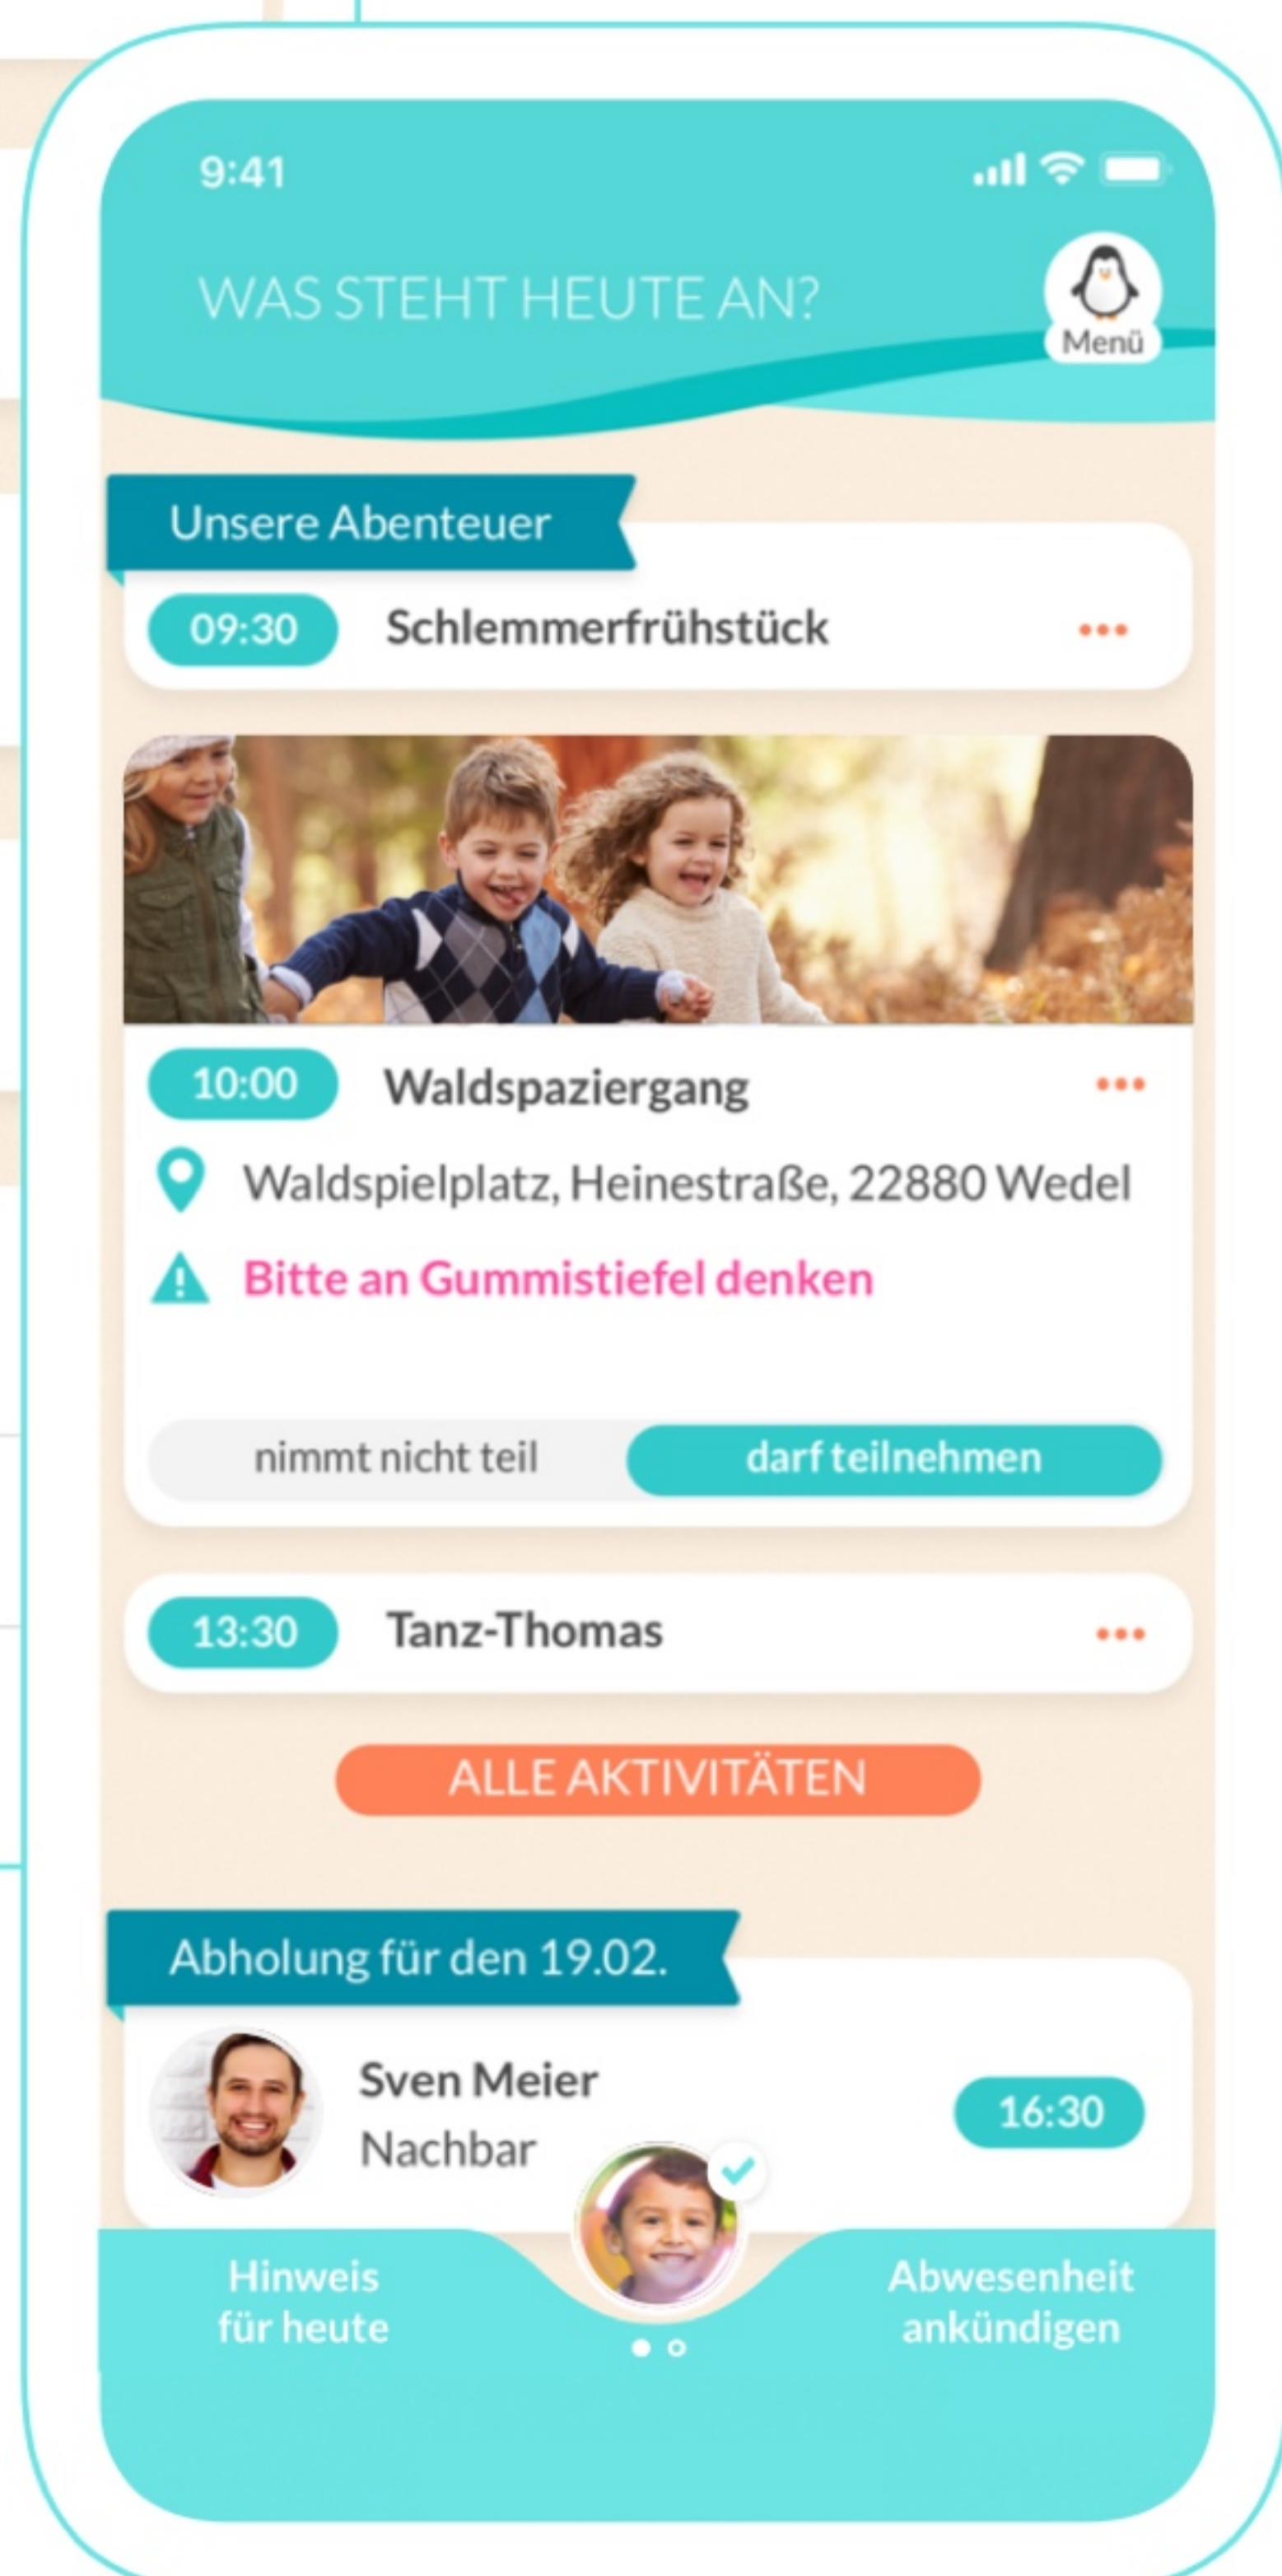 9:41
WAS STEHT HEUTE AN?
Menü
Unsere Abenteuer
09:30 Schlemmerfrühstück
10:00 Waldspaziergang
Waldspielplatz, Heinestraße, 22880 Wedel
Bitte an Gummistiefel denken
nimmt nicht teil darf teilnehmen
13:30 Tanz-Thomas
ALLE AKTIVITÄTEN
Abholung für den 19.02.
Sven Meier
Nachbar
16:30
Hinweis
für heute
Abwesenheit
ankündigen